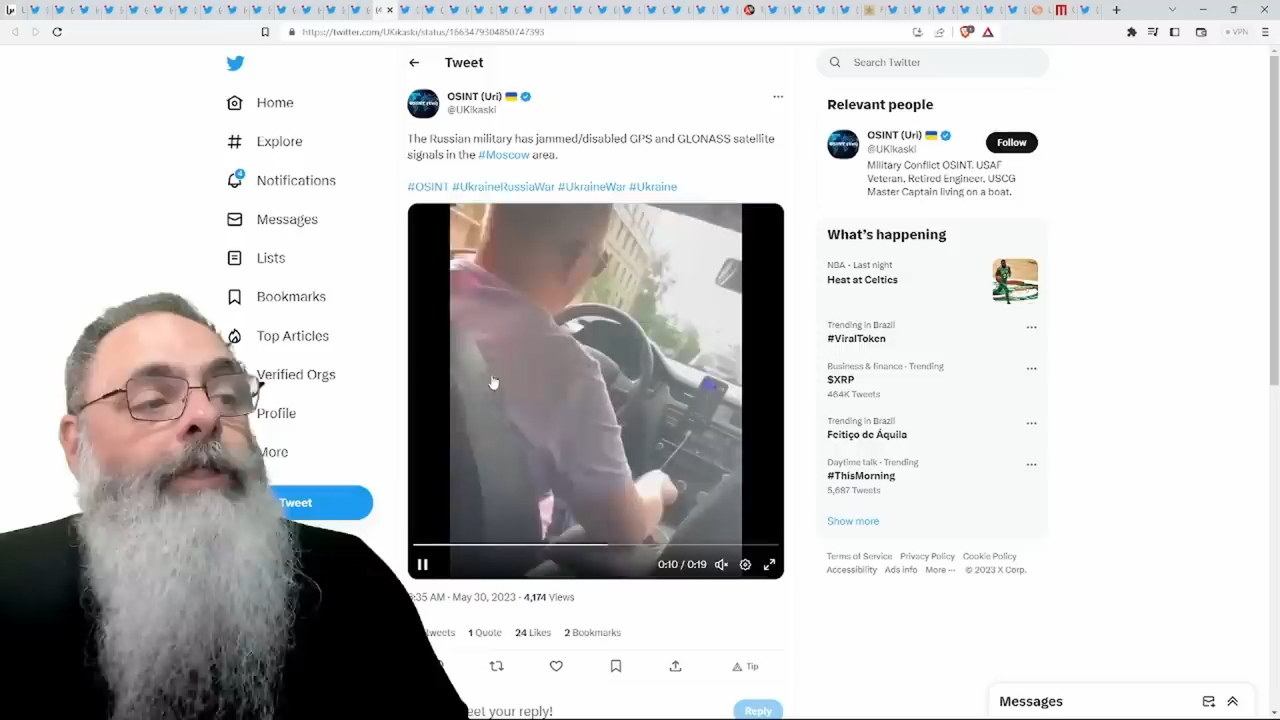 https://twitter.com/UKikaski/status/1663479304850747393
VPN
Home
Explore
4
Notifications
Messages
Lists
Bookmarks
Top Articles
Verified Orgs
Profile
More
Tweet
Tweet
OSINT (Uri)
@UKikaski
The Russian military has jammed/disabled GPS and GLONASS satellite
signals in the #Moscow area.
#OSINT #UkraineRussiaWar #UkraineWar #Ukraine
0:10 / 0:19
:35 AM · May 30, 2023 · 4,174 Views
tweets 1 Quote 24 Likes 2 Bookmarks
Tip
eet your reply!
Reply
Search Twitter
Relevant people
OSINT (Uri)
@UKikaski
Follow
Military Conflict OSINT. USAF
Veteran, Retired Engineer, USCG
Master Captain living on a boat.
What's happening
NBA · Last night
Heat at Celtics
Trending in Brazil
#ViralToken
Business & finance · Trending
$XRP
464K Tweets
Trending in Brazil
Feitiço de Áquila
Daytime talk · Trending
#ThisMorning
5,687 Tweets
Show more
Terms of Service Privacy Policy Cookie Policy
Accessibility Ads info More ··· © 2023 X Corp.
Messages